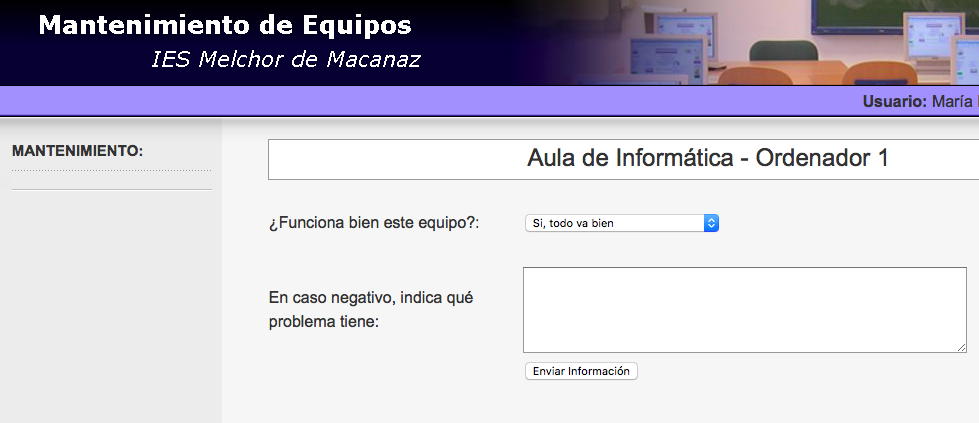 Mantenimiento de Equipos
IES Melchor de Macanaz
Usuario: María
MANTENIMIENTO:
Aula de Informática - Ordenador 1
¿Funciona bien este equipo?:
Si, todo va bien
En caso negativo, indica qué
problema tiene:
Enviar Información